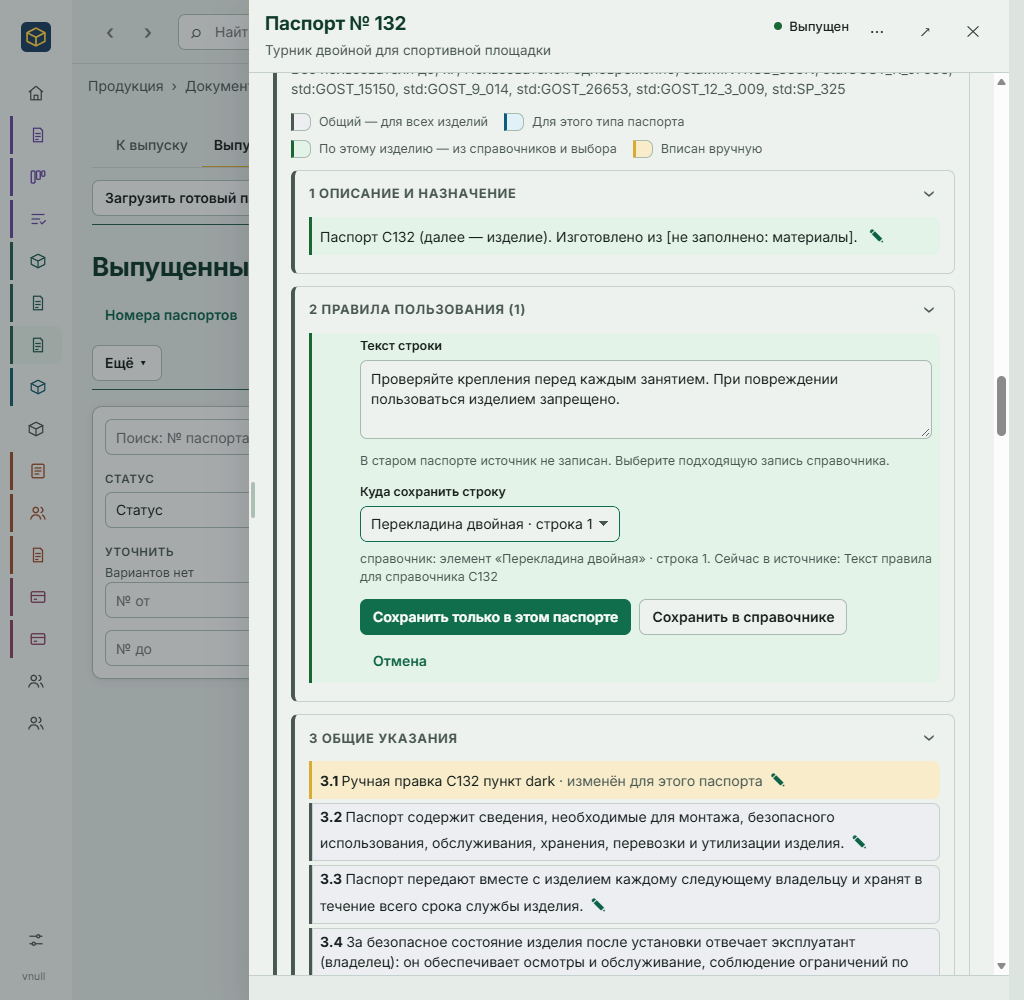 Паспорт № 132
Турник двойной для спортивной площадки
Выпущен
Найт
Продукция › Докумен
К выпуску
Выпу
Загрузить готовый п
Выпущенны
Номера паспортов
Ещё
Поиск: № паспорта
СТАТУС
Статус
УТОЧНИТЬ
Вариантов нет
№ от
№ до
vnull
std:GOST_15150, std:GOST_9_014, std:GOST_26653, std:GOST_12_3_009, std:SP_325
Общий — для всех изделий
Для этого типа паспорта
По этому изделию — из справочников и выбора
Вписан вручную
1 ОПИСАНИЕ И НАЗНАЧЕНИЕ
Паспорт С132 (далее — изделие). Изготовлено из [не заполнено: материалы].
2 ПРАВИЛА ПОЛЬЗОВАНИЯ (1)
Текст строки
Проверяйте крепления перед каждым занятием. При повреждении
пользоваться изделием запрещено.
В старом паспорте источник не записан. Выберите подходящую запись справочника.
Куда сохранить строку
Перекладина двойная · строка 1
справочник: элемент «Перекладина двойная» · строка 1. Сейчас в источнике: Текст правила
для справочника С132
Сохранить только в этом паспорте
Сохранить в справочнике
Отмена
3 ОБЩИЕ УКАЗАНИЯ
3.1 Ручная правка С132 пункт dark · изменён для этого паспорта
3.2 Паспорт содержит сведения, необходимые для монтажа, безопасного
использования, обслуживания, хранения, перевозки и утилизации изделия.
3.3 Паспорт передают вместе с изделием каждому следующему владельцу и хранят в
течение всего срока службы изделия.
3.4 За безопасное состояние изделия после установки отвечает эксплуатант
(владелец): он обеспечивает осмотры и обслуживание, соблюдение ограничений по